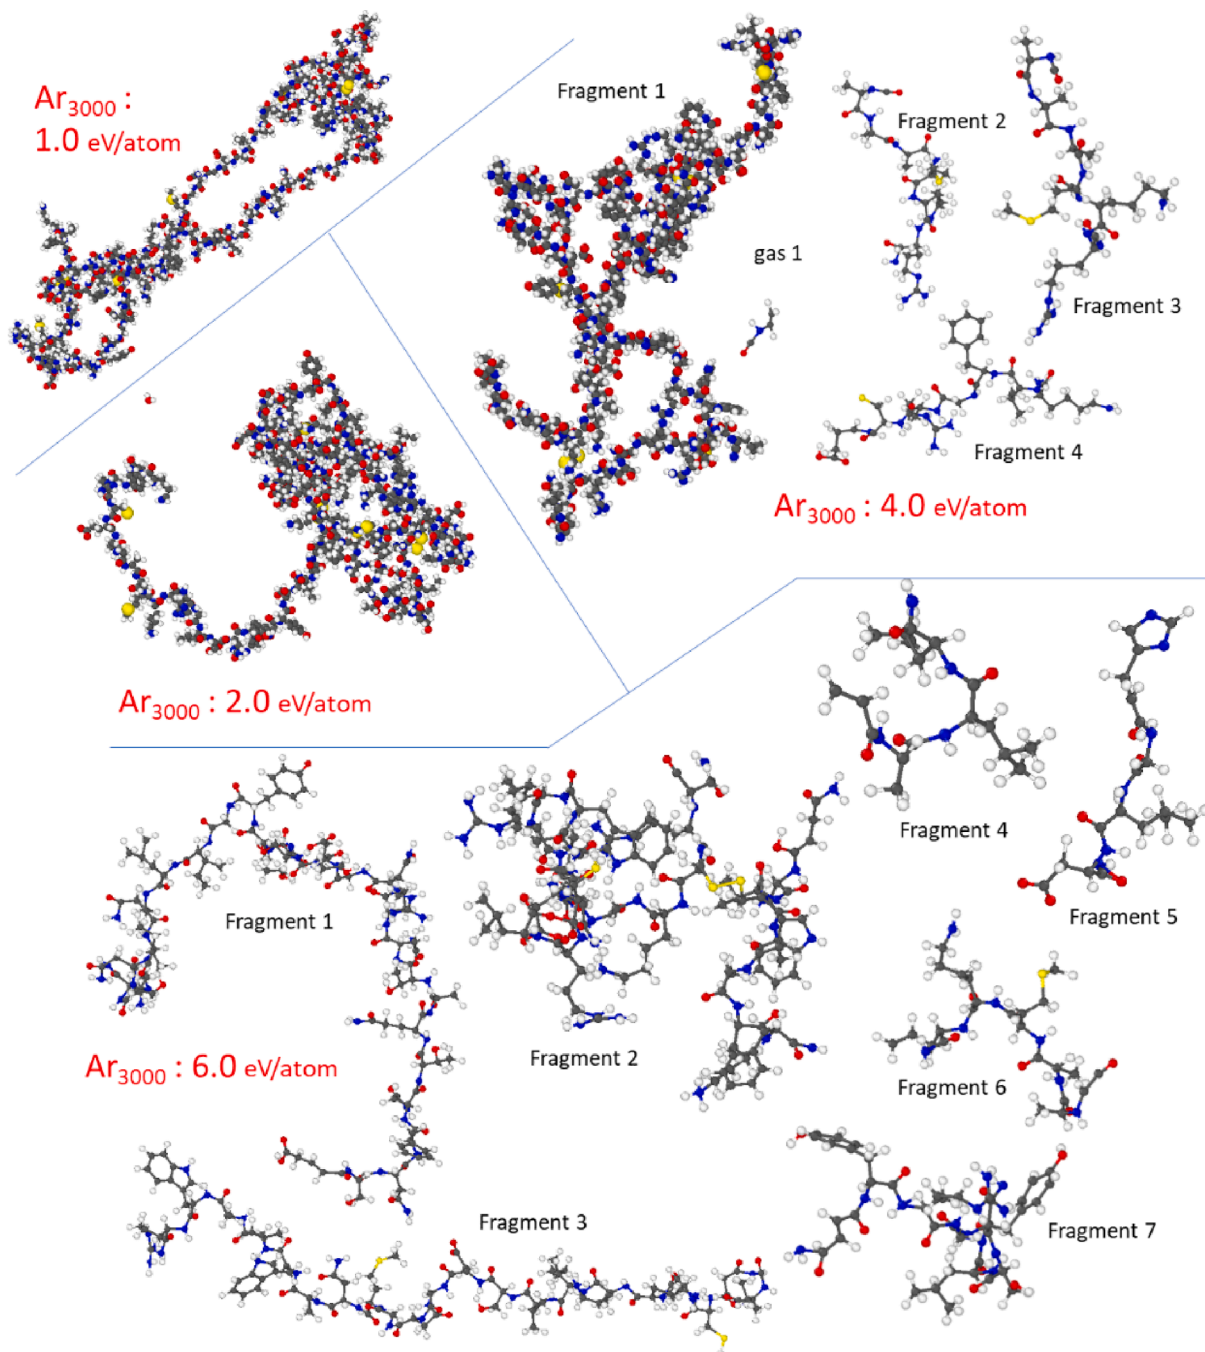 Ar3000 :
1.0 eV/atom
Fragment 1
Fragment 2
gas 1
Fragment 3
Fragment 4
Ar3000 : 4.0 eV/atom
Ar3000 : 2.0 eV/atom
Fragment 4
Fragment 1
Fragment 5
Fragment 2
Ar3000 : 6.0 eV/atom
Fragment 6
Fragment 3
Fragment 7